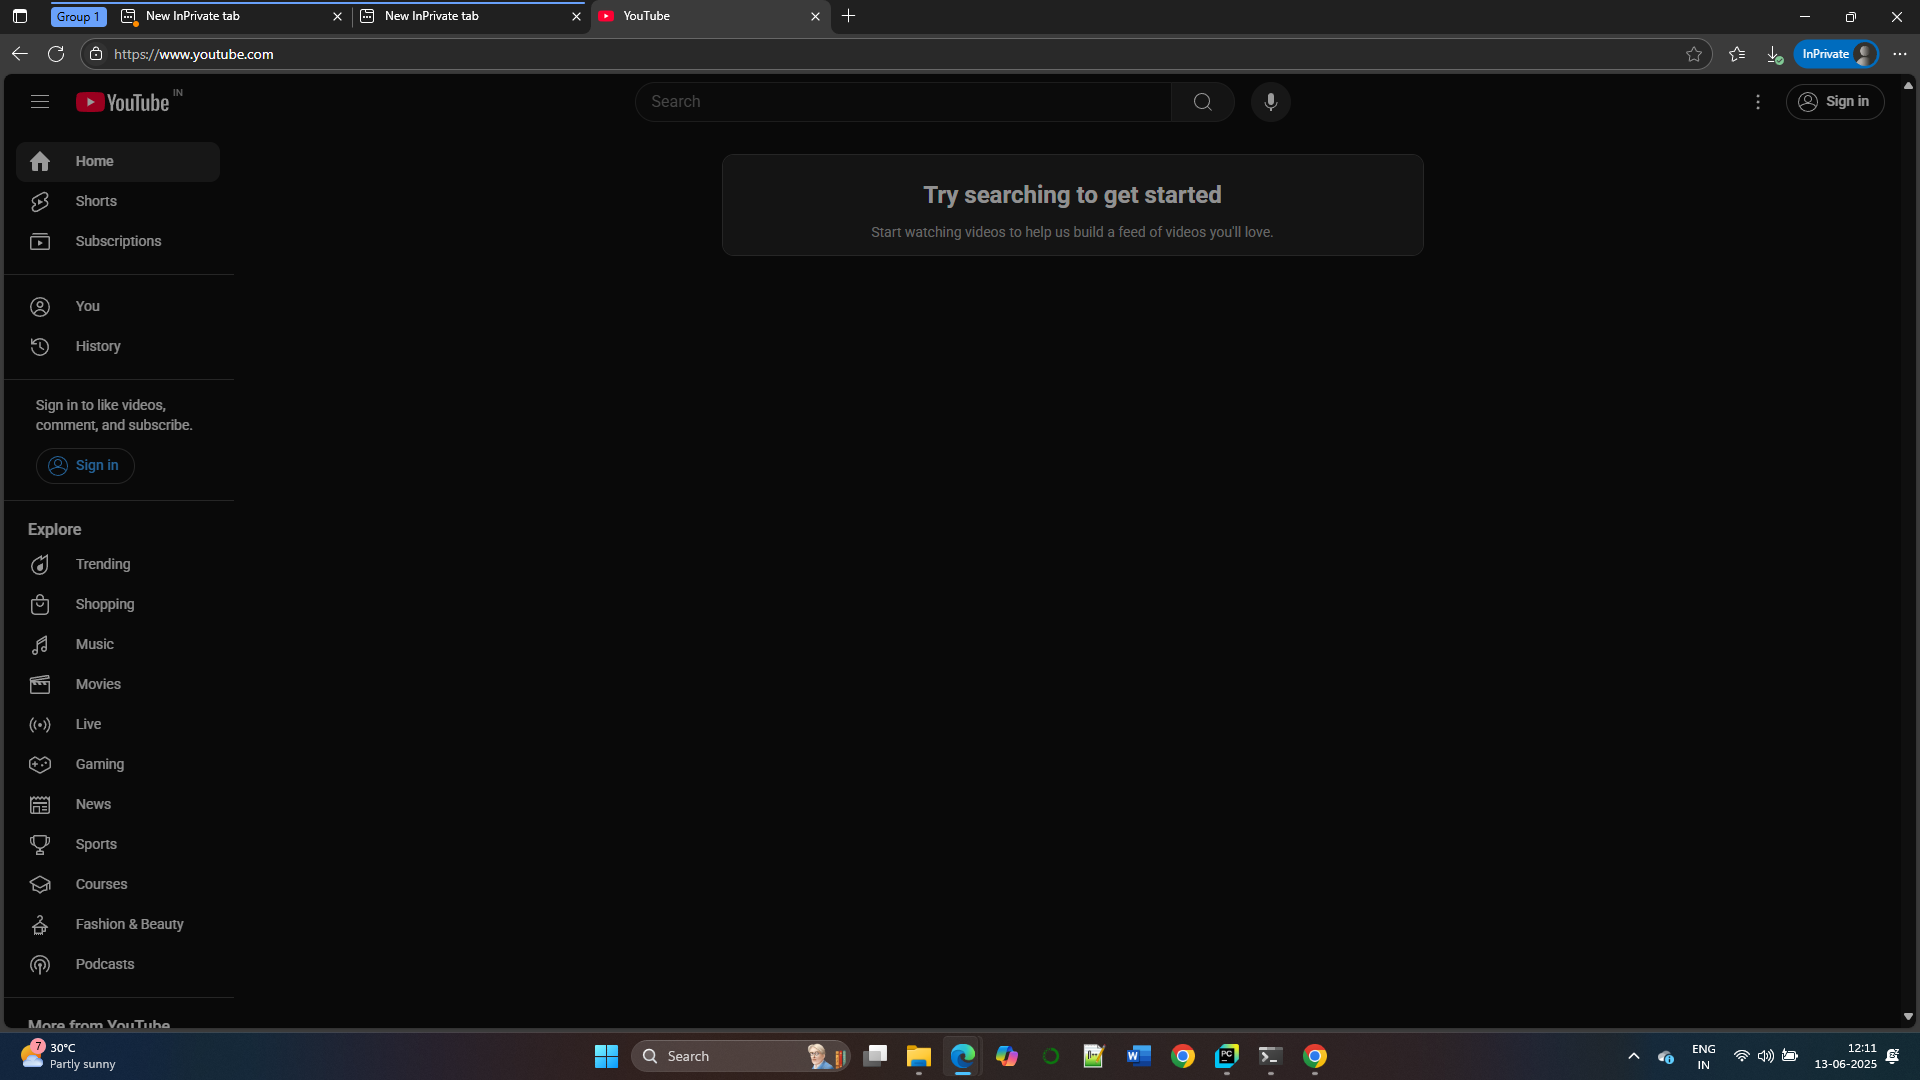 Group 1
New InPrivate tab
New InPrivate tab
YouTube
https://www.youtube.com
InPrivate
YouTube IN
Search
Sign in
Home
Shorts
Subscriptions
You
History
Sign in to like videos,
comment, and subscribe.
Sign in
Explore
Trending
Shopping
Music
Movies
Live
Gaming
News
Sports
Courses
Fashion & Beauty
Podcasts
More from YouTube
Try searching to get started
Start watching videos to help us build a feed of videos you'll love.
7
30°C
Partly sunny
Search
PC
ENG
IN
12:11
13-06-2025